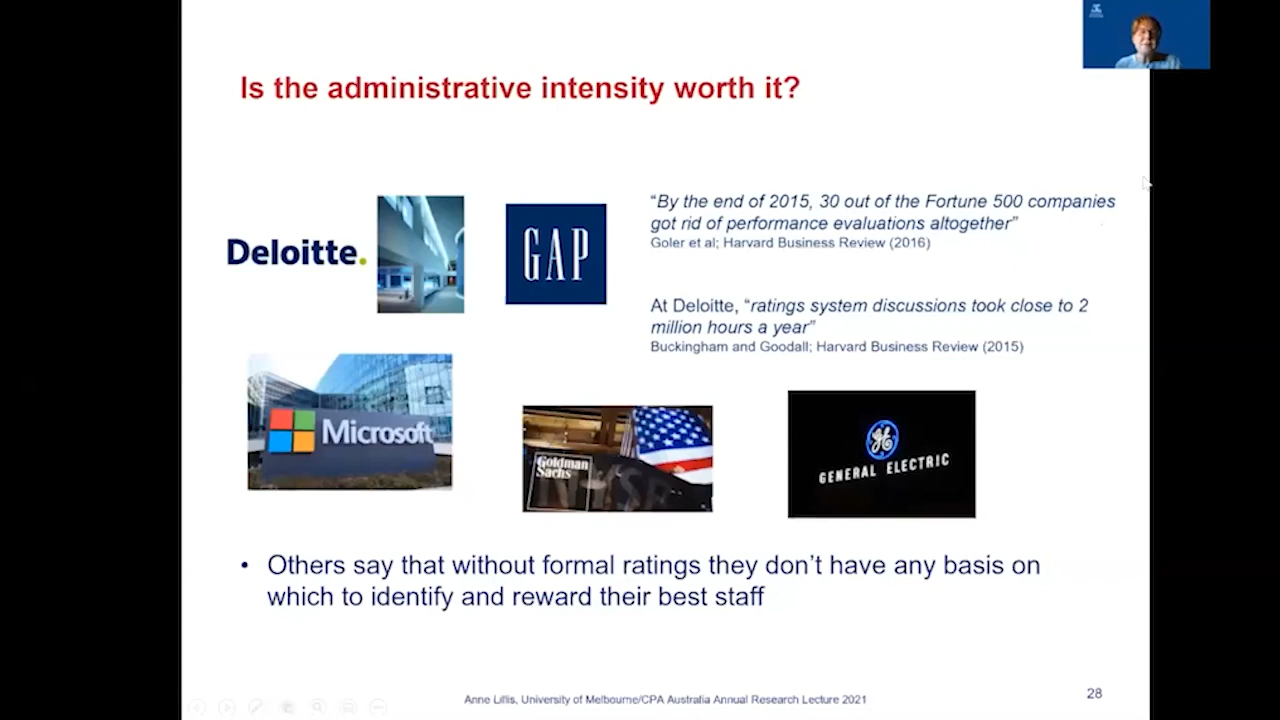 Is the administrative intensity worth it?
Deloitte.
GAP
“By the end of 2015, 30 out of the Fortune 500 companies
got rid of performance evaluations altogether”
Goler et al; Harvard Business Review (2016)
At Deloitte, “ratings system discussions took close to 2
million hours a year”
Buckingham and Goodall; Harvard Business Review (2015)
Microsoft
Goldman
Sachs
NYSE
GE
GENERAL ELECTRIC
• Others say that without formal ratings they don’t have any basis on
which to identify and reward their best staff
Anne Lillis, University of Melbourne/CPA Australia Annual Research Lecture 2021
28